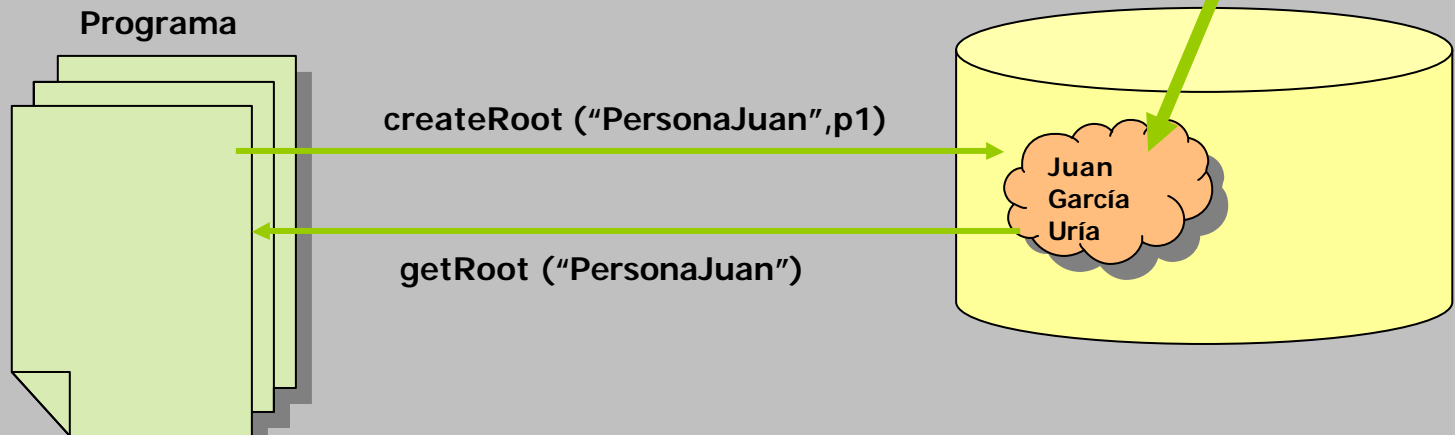 Programa
createRoot (“PersonaJuan”,p1)
Juan
García
Uría
getRoot (“PersonaJuan”)